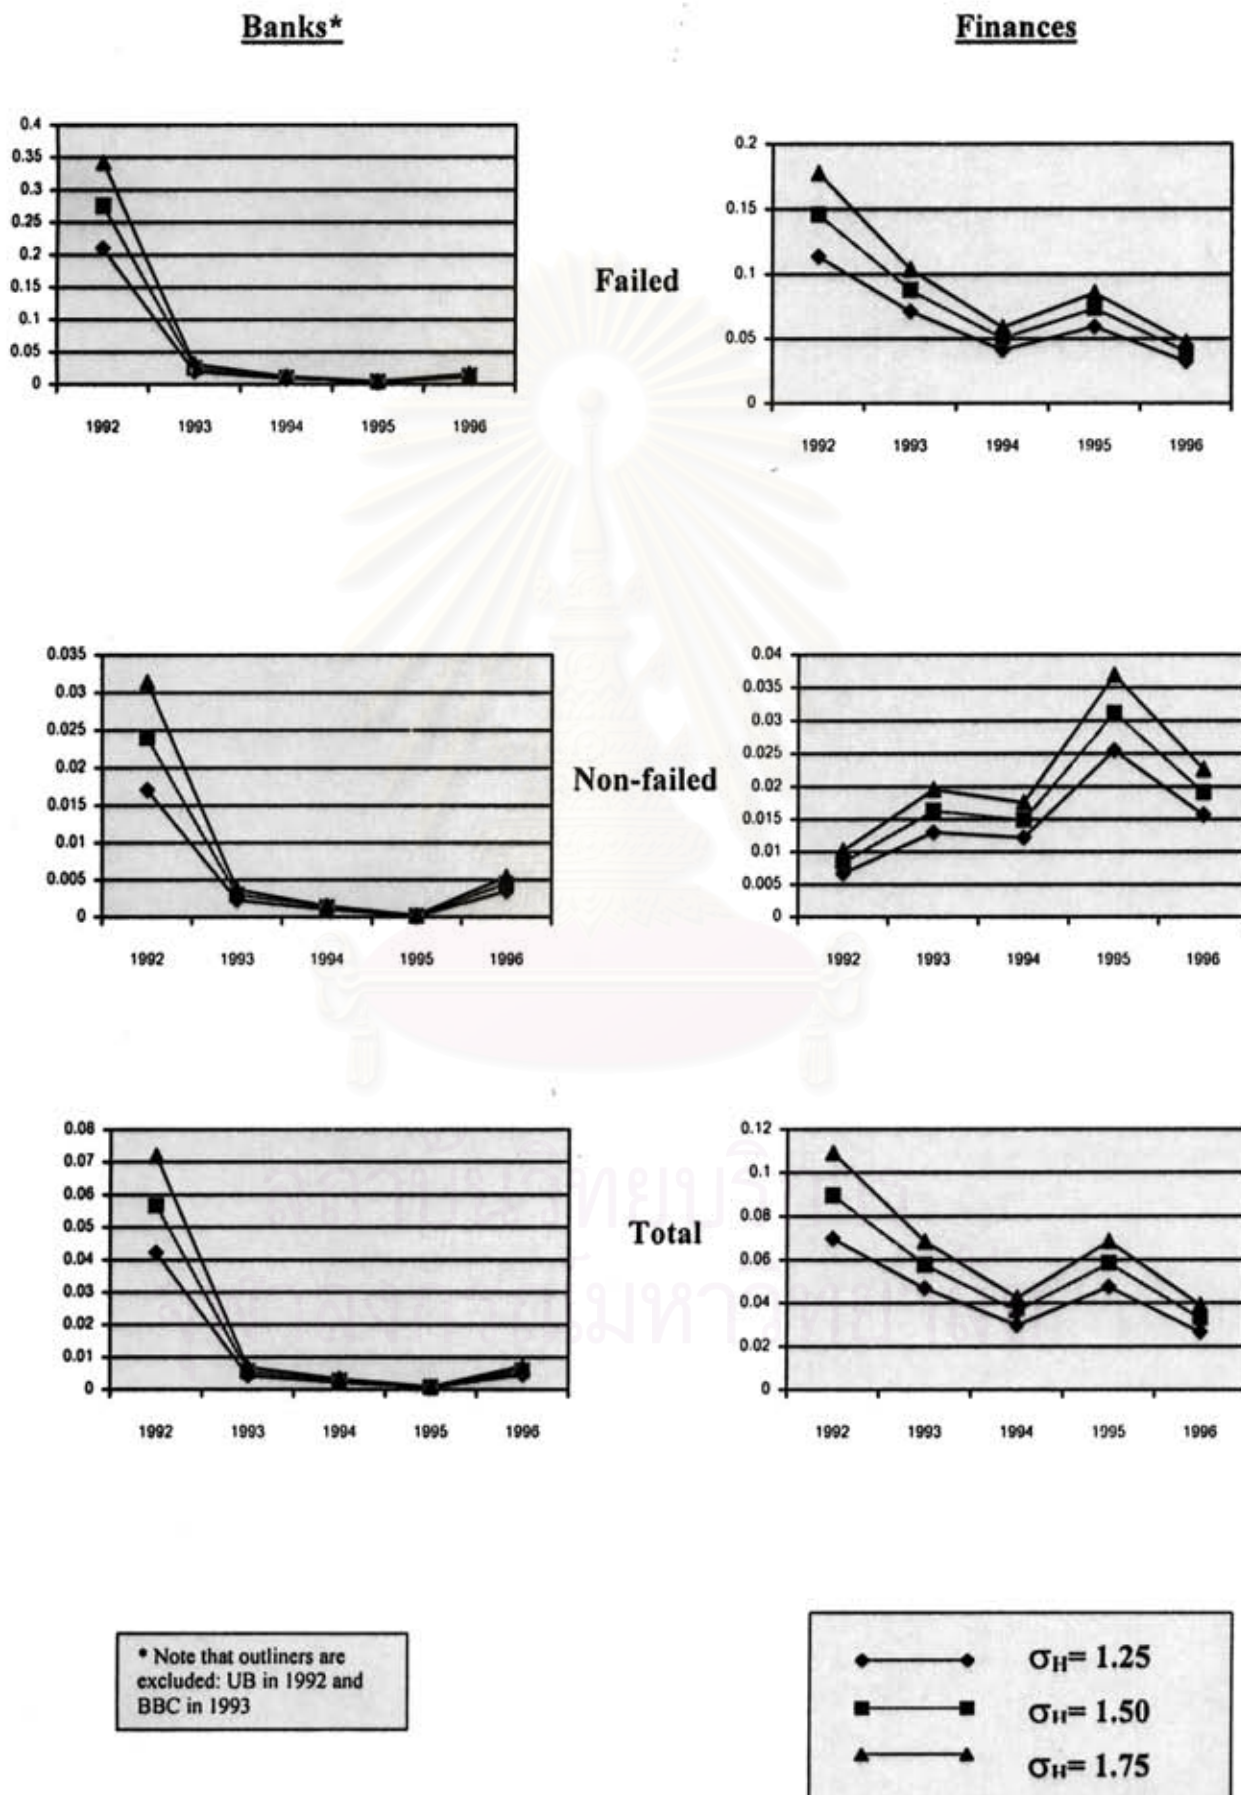 Banks*
Finances
0.4
0.35
0.3
0.25
0.2
0.15
0.1
0.05
0
1992 1993 1994 1995 1996
Failed
0.2
0.15
0.1
0.05
0
1992 1993 1994 1995 1996
0.035
0.03
0.025
0.02
0.015
0.01
0.005
0
1992 1993 1994 1995 1996
Non-failed
0.04
0.035
0.03
0.025
0.02
0.015
0.01
0.005
0
1992 1993 1994 1995 1996
0.08
0.07
0.06
0.05
0.04
0.03
0.02
0.01
0
1992 1993 1994 1995 1996
Total
0.12
0.1
0.08
0.06
0.04
0.02
0
1992 1993 1994 1995 1996
* Note that outliners are
excluded: UB in 1992 and
BBC in 1993
σH= 1.25
σH= 1.50
σH= 1.75